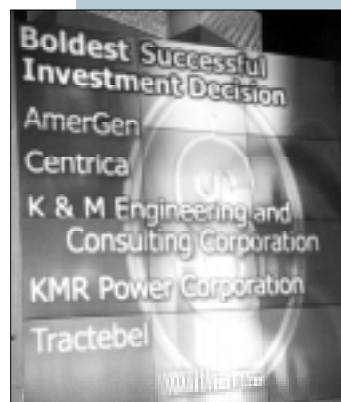 Boldest Successful
Investment Decision
AmerGen
Centrica
K & M Engineering and
Consulting Corporation
KMR Power Corporation
Tractebel